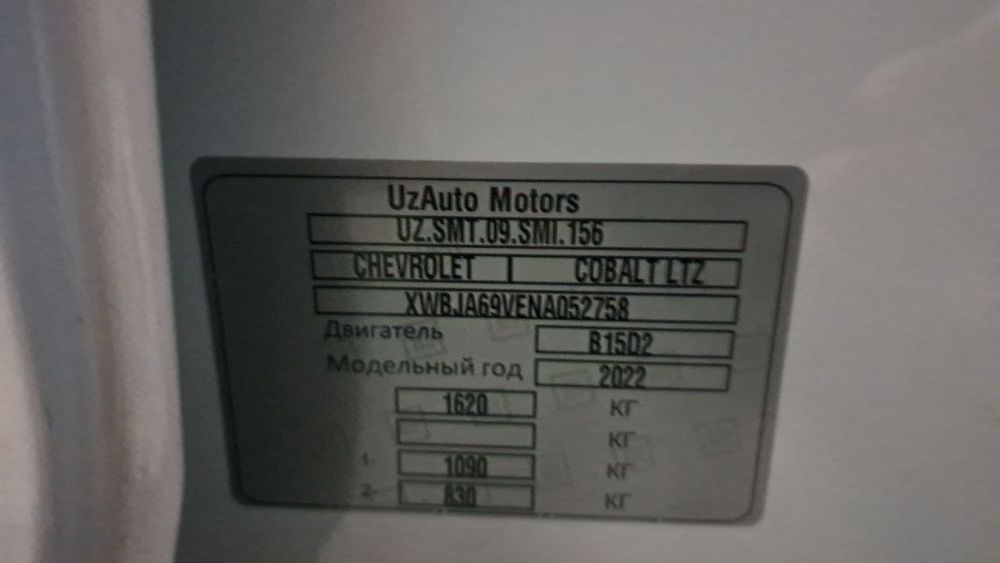 UzAuto Motors
UZ.SMT.09.SMI.156
CHEVROLET COBALT LTZ
XWBJA69VENA052758
Двигатель B15D2
Модельный год 2022
1620 КГ
КГ
1- 1090 КГ
2- 830 КГ